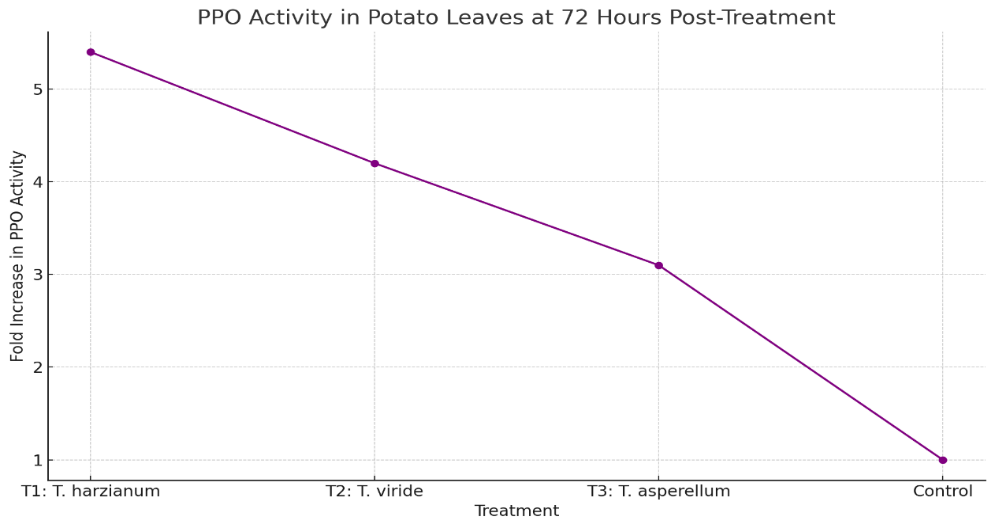 PPO Activity in Potato Leaves at 72 Hours Post-Treatment
Fold Increase in PPO Activity
5
4
3
2
1
T1: T. harzianum
T2: T. viride
T3: T. asperellum
Control
Treatment